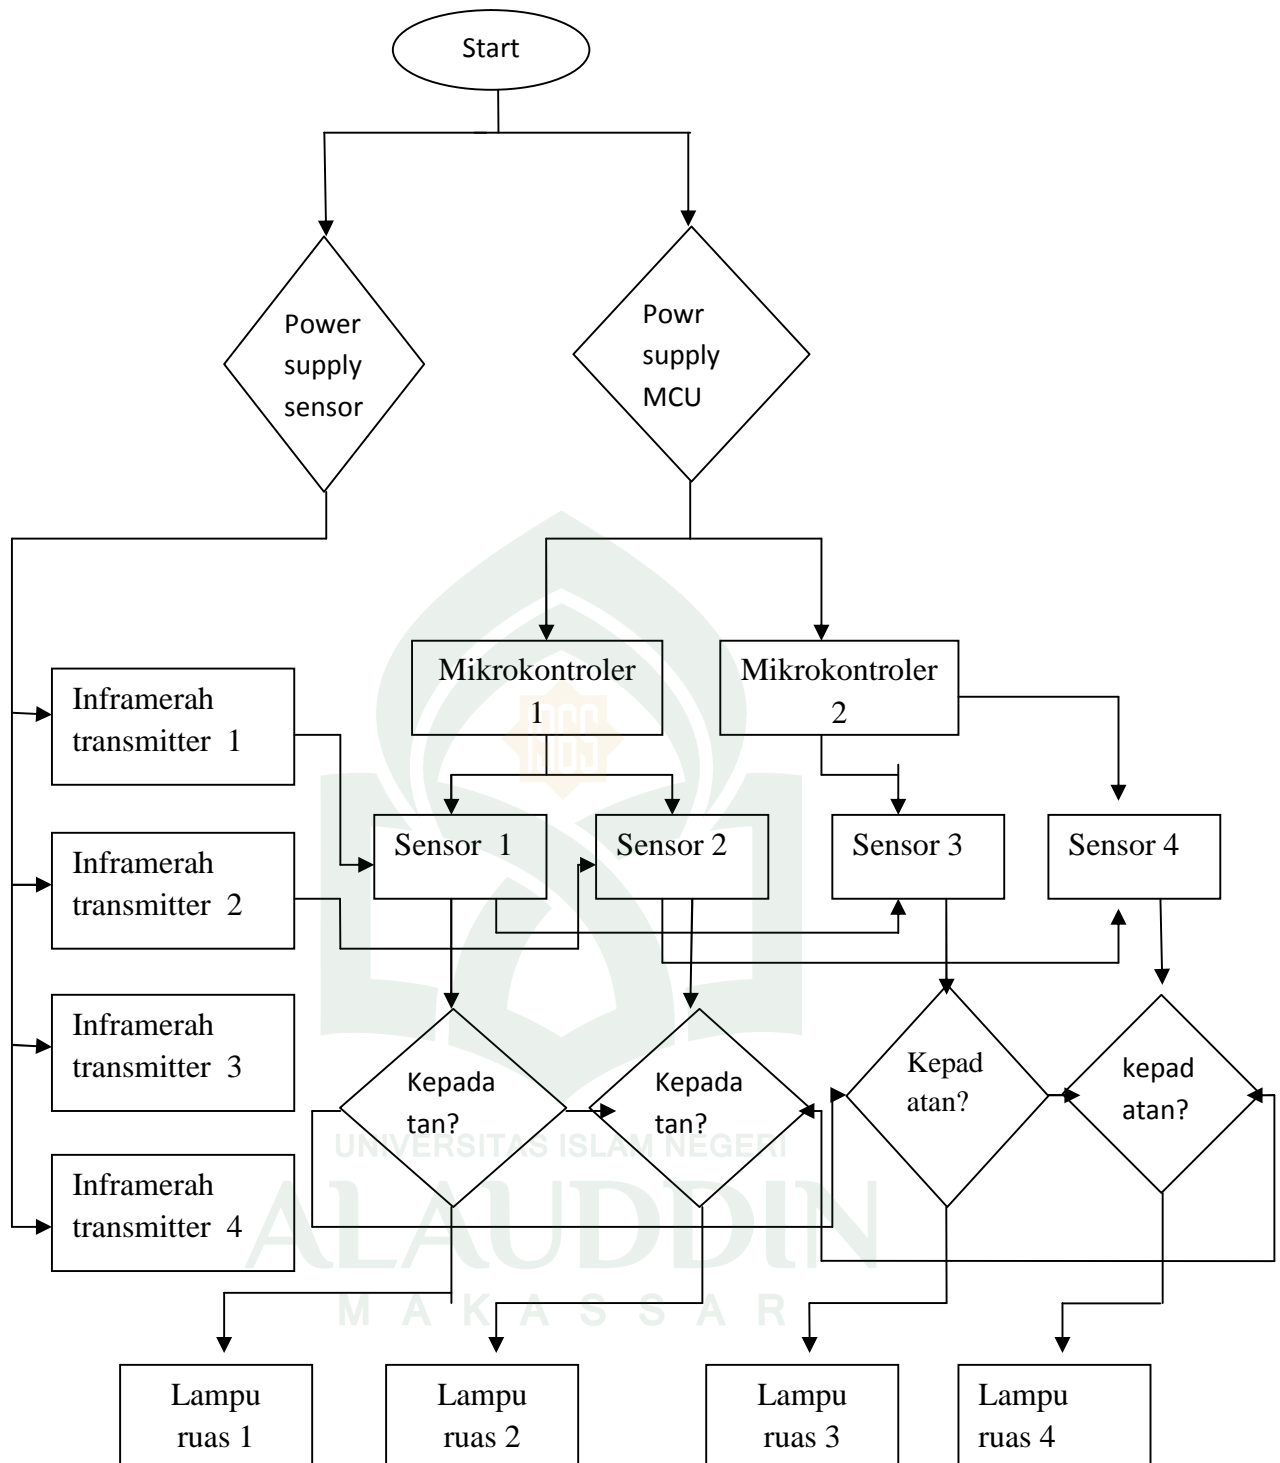 Start
Power
supply
sensor
Powr
supply
MCU
Mikrokontroler
1
Mikrokontroler
2
Inframerah
transmitter 1
Sensor 1
Sensor 2
Sensor 3
Sensor 4
Inframerah
transmitter 2
Inframerah
transmitter 3
Inframerah
transmitter 4
Kepada
tan?
Kepada
tan?
Kepad
atan?
kepad
atan?
UNIVERSITAS ISLAM NEGERI
ALAUDDIN
MAKASSAR
Lampu
ruas 1
Lampu
ruas 2
Lampu
ruas 3
Lampu
ruas 4